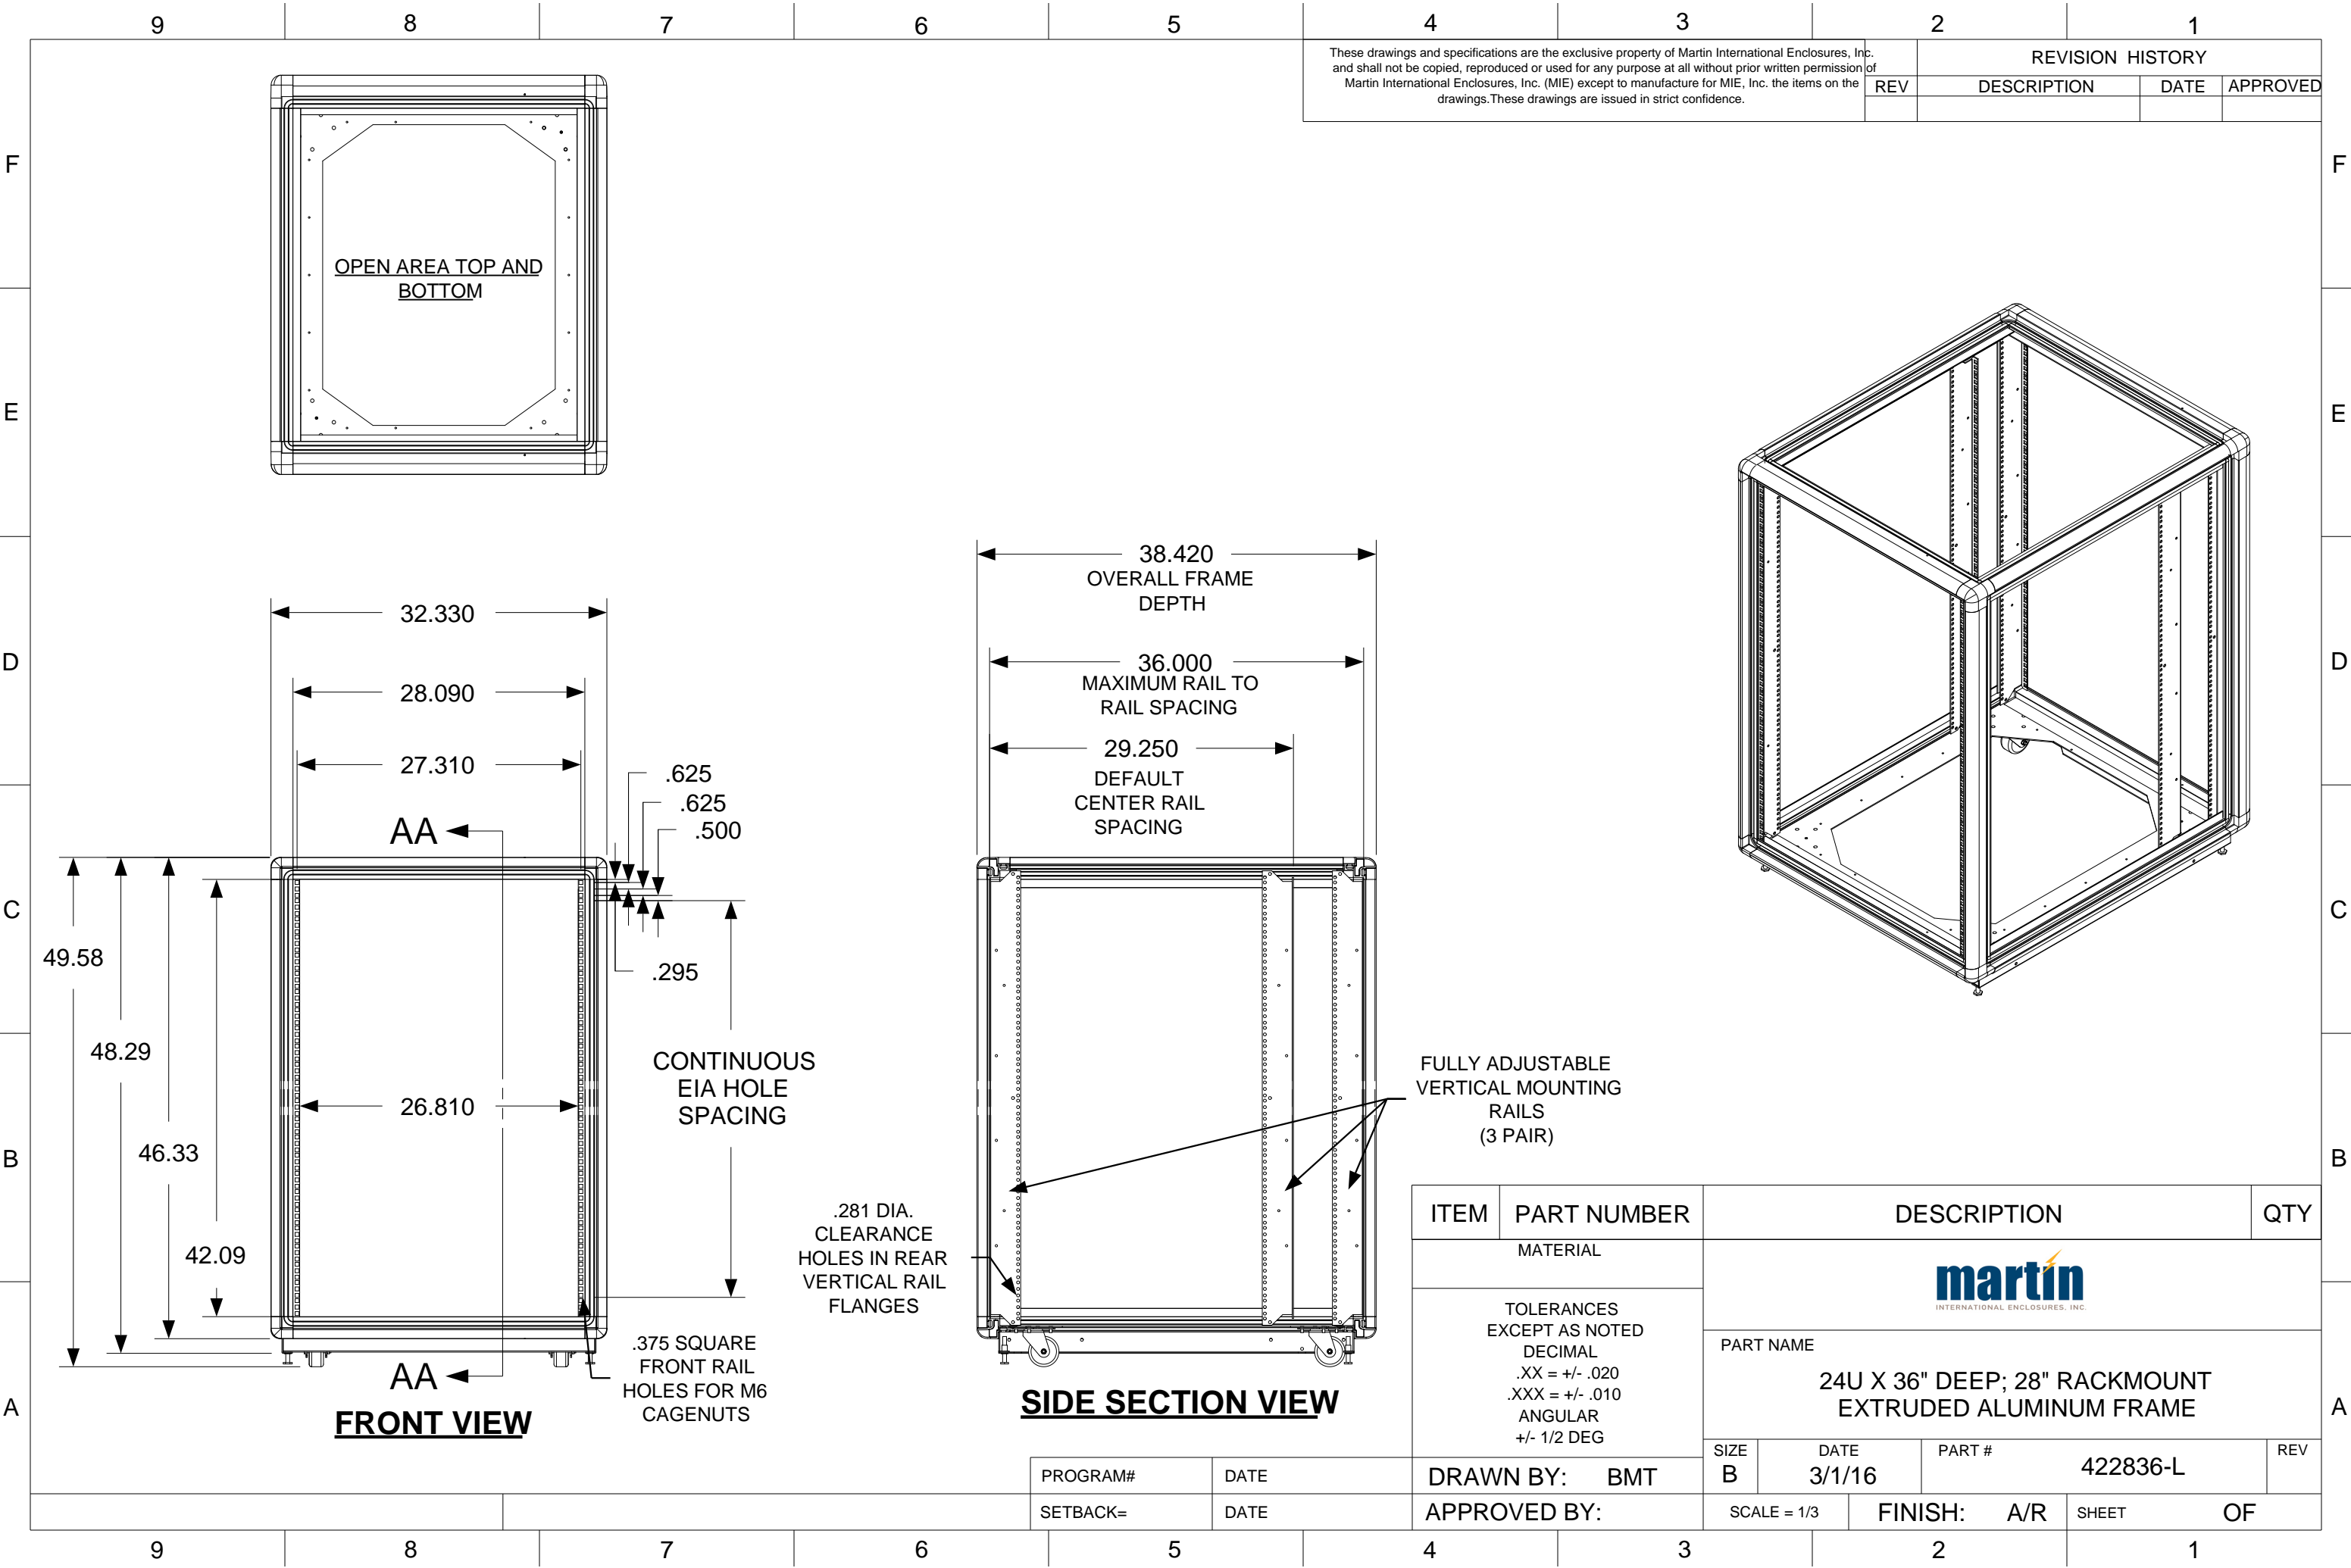 9 8 7 6 5 4 3 2 1
These drawings and specifications are the exclusive property of Martin International Enclosures, Inc.
and shall not be copied, reproduced or used for any purpose at all without prior written permission of
Martin International Enclosures, Inc. (MIE) except to manufacture for MIE, Inc. the items on the
drawings.These drawings are issued in strict confidence.
REVISION HISTORY
REV DESCRIPTION DATE APPROVED
F F
OPEN AREA TOP AND
BOTTOM
E E
38.420
OVERALL FRAME
DEPTH
32.330
D D
36.000
MAXIMUM RAIL TO
RAIL SPACING
28.090
29.250
DEFAULT
CENTER RAIL
SPACING
27.310
.625
.625
.500
AA
C C
49.58
.295
48.29
CONTINUOUS
EIA HOLE
SPACING
26.810
FULLY ADJUSTABLE
VERTICAL MOUNTING
RAILS
(3 PAIR)
46.33
B B
42.09
.281 DIA.
CLEARANCE
HOLES IN REAR
VERTICAL RAIL
FLANGES
.375 SQUARE
FRONT RAIL
HOLES FOR M6
CAGENUTS
AA
FRONT VIEW
SIDE SECTION VIEW
A A
ITEM PART NUMBER DESCRIPTION QTY
MATERIAL
martin
INTERNATIONAL ENCLOSURES, INC.
TOLERANCES
EXCEPT AS NOTED
DECIMAL
.XX = +/- .020
.XXX = +/- .010
ANGULAR
+/- 1/2 DEG
PART NAME
24U X 36" DEEP; 28" RACKMOUNT
EXTRUDED ALUMINUM FRAME
SIZE DATE PART # REV
B 3/1/16 422836-L
PROGRAM# DATE DRAWN BY: BMT
SETBACK= DATE APPROVED BY: SCALE = 1/3 FINISH: A/R SHEET OF
9 8 7 6 5 4 3 2 1